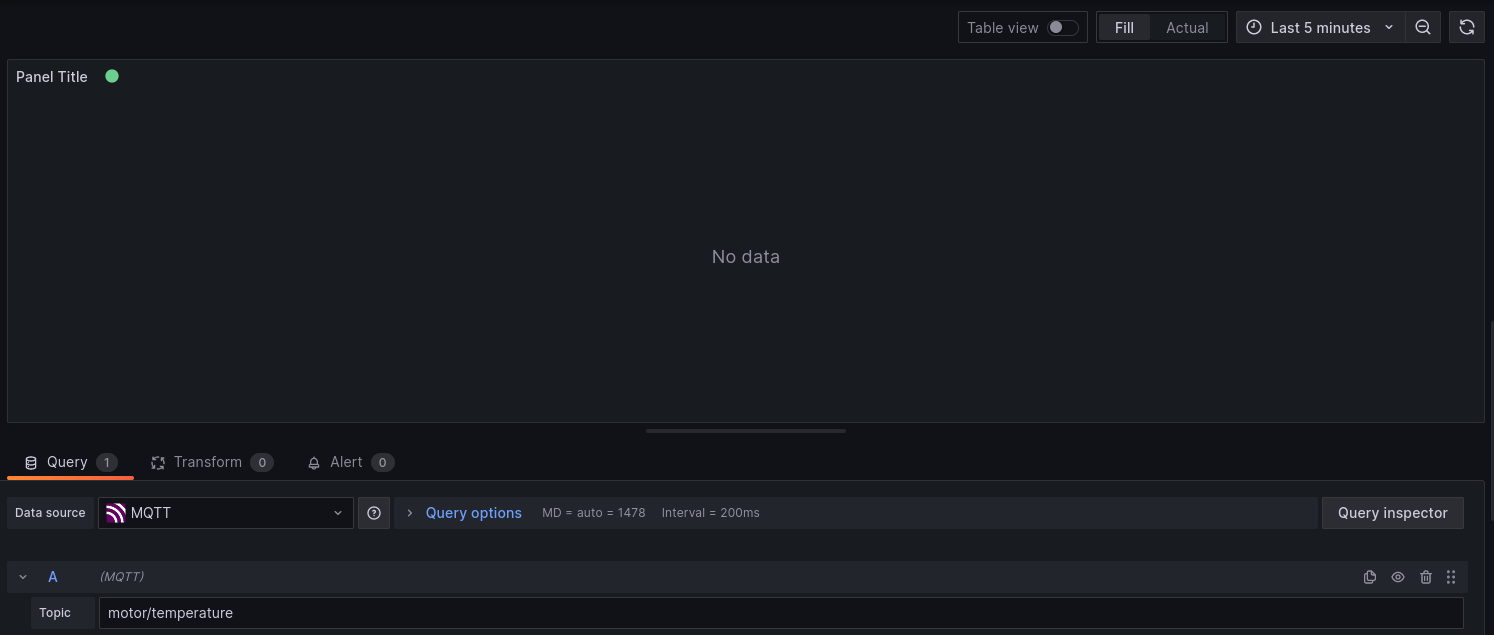 Table view Fill Actual Last 5 minutes
Panel Title
No data
Query 1 Transform 0 Alert 0
Data source MQTT Query options MD = auto = 1478 Interval = 200ms Query inspector
A (MQTT)
Topic motor/temperature